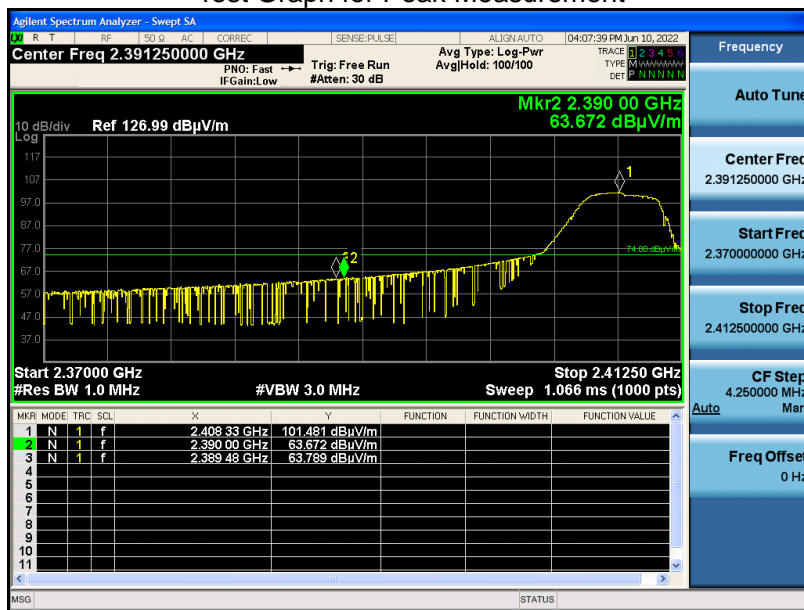 Test Graph for Peak Measurement
Agilent Spectrum Analyzer - Swept SA
LXI R T RF 50 Ω AC CORREC SENSE:PULSE ALIGN AUTO 04:07:39 PM Jun 10, 2022
Center Freq 2.391250000 GHz
PNO: Fast
IFGain:Low
Trig: Free Run
#Atten: 30 dB
Avg Type: Log-Pwr
Avg|Hold: 100/100
TRACE 1 2 3 4 5 6
TYPE M W W W W W
DET P N N N N N
Mkr2 2.390 00 GHz
63.672 dBµV/m
10 dB/div Ref 126.99 dBµV/m
Log
117
107
97.0
87.0
77.0
67.0
57.0
47.0
37.0
1
2
74.00 dBµV/m
Start 2.37000 GHz Stop 2.41250 GHz
#Res BW 1.0 MHz #VBW 3.0 MHz Sweep 1.066 ms (1000 pts)
MKR MODE TRC SCL X Y FUNCTION FUNCTION WIDTH FUNCTION VALUE
1 N 1 f 2.408 33 GHz 101.481 dBµV/m
2 N 1 f 2.390 00 GHz 63.672 dBµV/m
3 N 1 f 2.389 48 GHz 63.789 dBµV/m
4
5
6
7
8
9
10
11
MSG STATUS
Frequency
Auto Tune
Center Freq
2.391250000 GHz
Start Freq
2.370000000 GHz
Stop Freq
2.412500000 GHz
CF Step
4.250000 MHz
Auto Man
Freq Offset
0 Hz